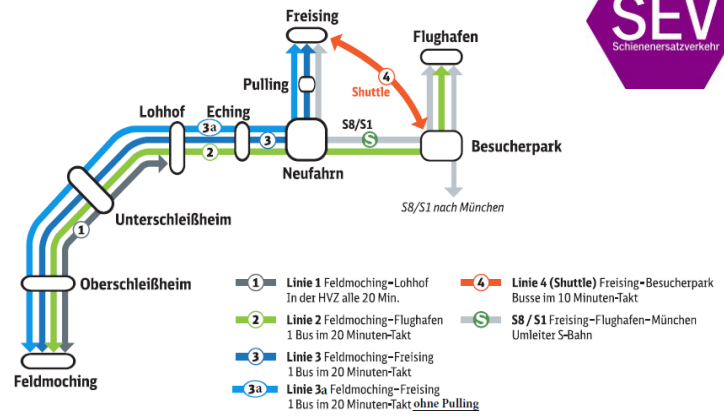 SEV
Schienenersatzverkehr
Freising
Flughafen
Pulling
4
Shuttle
Lohhof
Eching
3a
3
2
S8/S1
S
Besucherpark
Neufahrn
S8/S1 nach München
Unterschleißheim
1
Oberschleißheim
Feldmoching
1 Linie 1 Feldmoching–Lohhof
In der HVZ alle 20 Min.
2 Linie 2 Feldmoching–Flughafen
1 Bus im 20 Minuten-Takt
3 Linie 3 Feldmoching–Freising
1 Bus im 20 Minuten-Takt
3a Linie 3a Feldmoching–Freising
1 Bus im 20 Minuten-Takt ohne Pulling
4 Linie 4 (Shuttle) Freising–Besucherpark
Busse im 10 Minuten-Takt
S S8/S1 Freising–Flughafen–München
Umleiter S-Bahn